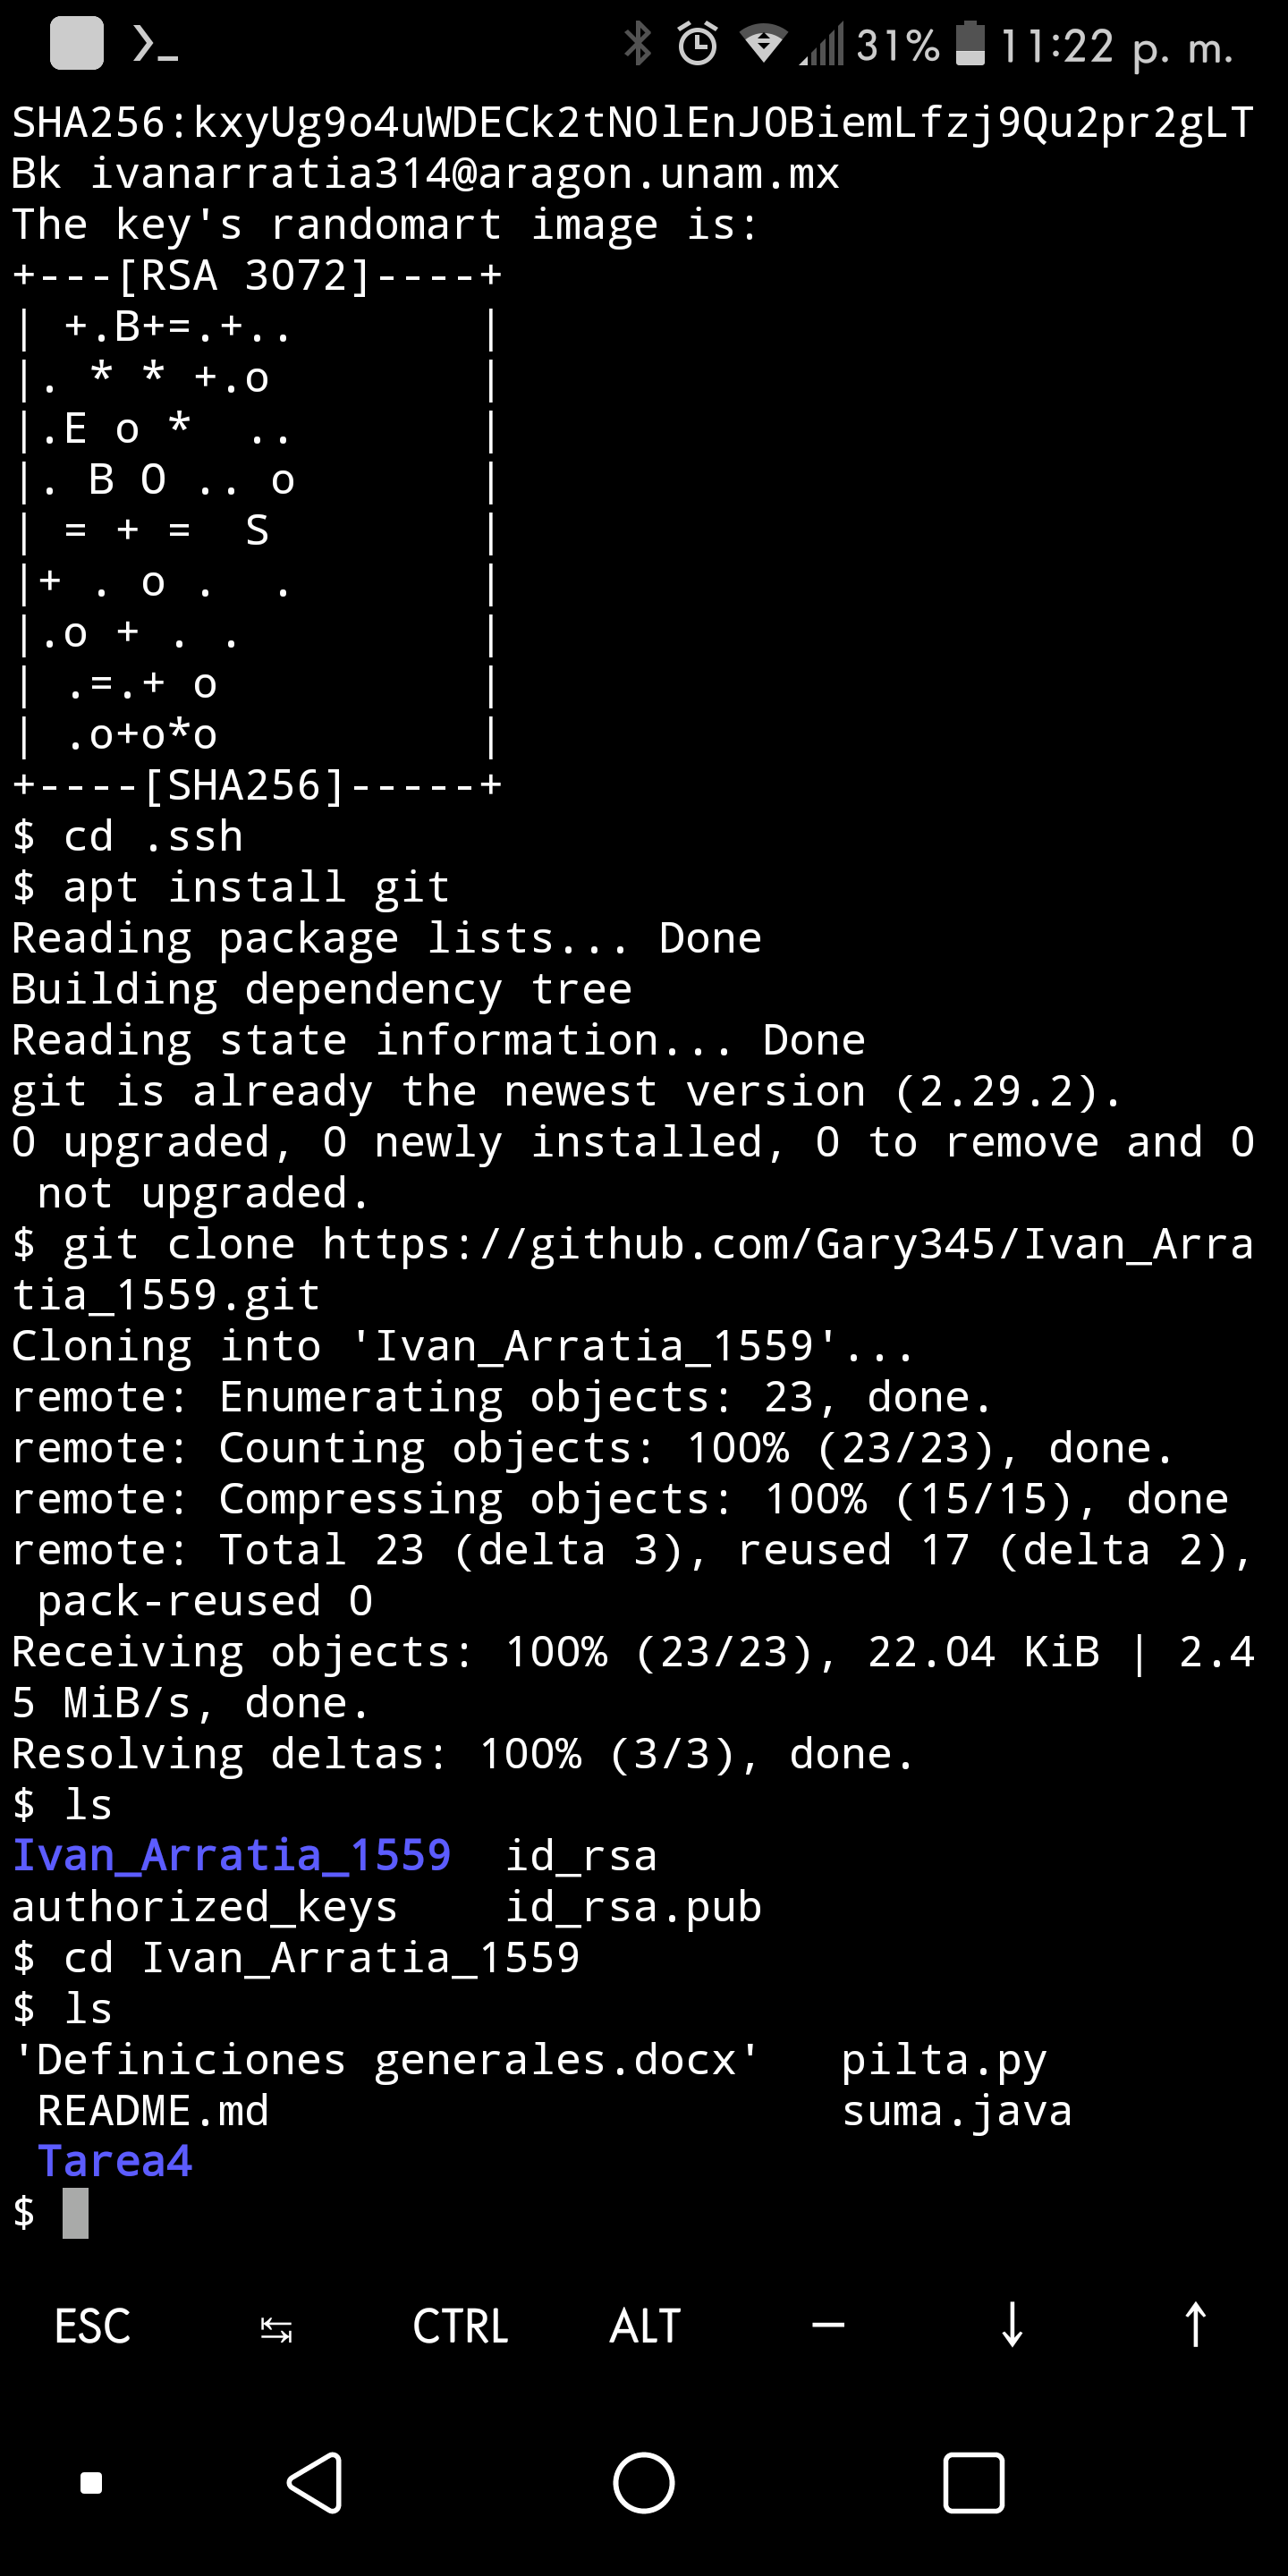 31% 11:22 p. m.
SHA256:kxyUg9o4uWDECk2tNOlEnJOBiemLfzj9Qu2pr2gLT
Bk ivanarratia314@aragon.unam.mx
The key's randomart image is:
+---[RSA 3072]----+
| +.B+=.+..       |
|. * * +.o        |
|.E o *  ..       |
|. B O .. o       |
| = + =  S        |
|+ . o .  .       |
|.o + . .         |
| .=.+ o          |
| .o+o*o          |
+----[SHA256]-----+
$ cd .ssh
$ apt install git
Reading package lists... Done
Building dependency tree
Reading state information... Done
git is already the newest version (2.29.2).
0 upgraded, 0 newly installed, 0 to remove and 0
 not upgraded.
$ git clone https://github.com/Gary345/Ivan_Arra
tia_1559.git
Cloning into 'Ivan_Arratia_1559'...
remote: Enumerating objects: 23, done.
remote: Counting objects: 100% (23/23), done.
remote: Compressing objects: 100% (15/15), done
remote: Total 23 (delta 3), reused 17 (delta 2),
 pack-reused 0
Receiving objects: 100% (23/23), 22.04 KiB | 2.4
5 MiB/s, done.
Resolving deltas: 100% (3/3), done.
$ ls
Ivan_Arratia_1559  id_rsa
authorized_keys    id_rsa.pub
$ cd Ivan_Arratia_1559
$ ls
'Definiciones generales.docx'   pilta.py
 README.md                      suma.java
 Tarea4
$
ESC ↹ CTRL ALT — ↓ ↑